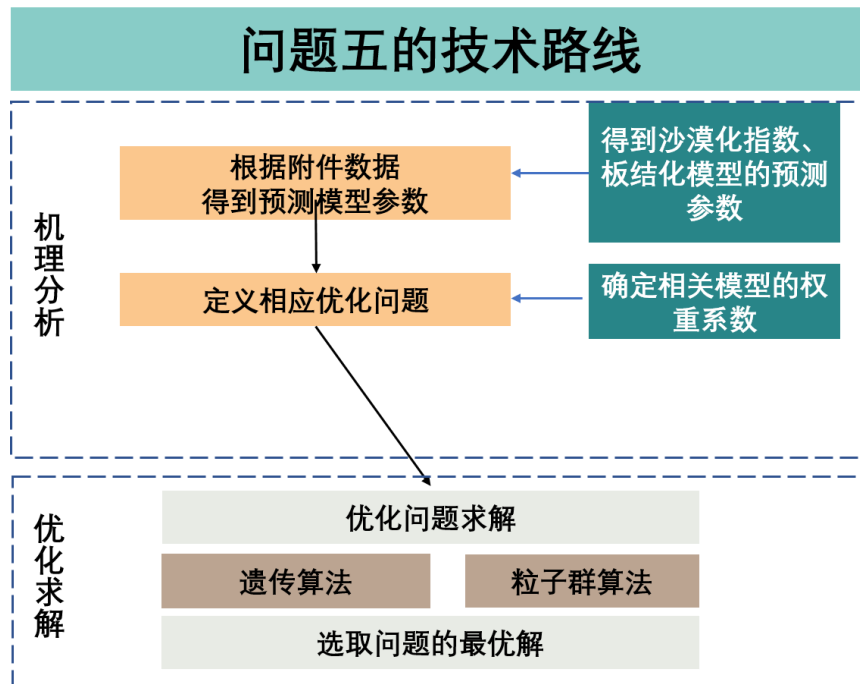 问题五的技术路线
机理分析
根据附件数据
得到预测模型参数
得到沙漠化指数、
板结化模型的预测
参数
定义相应优化问题
确定相关模型的权
重系数
优化求解
优化问题求解
遗传算法
粒子群算法
选取问题的最优解